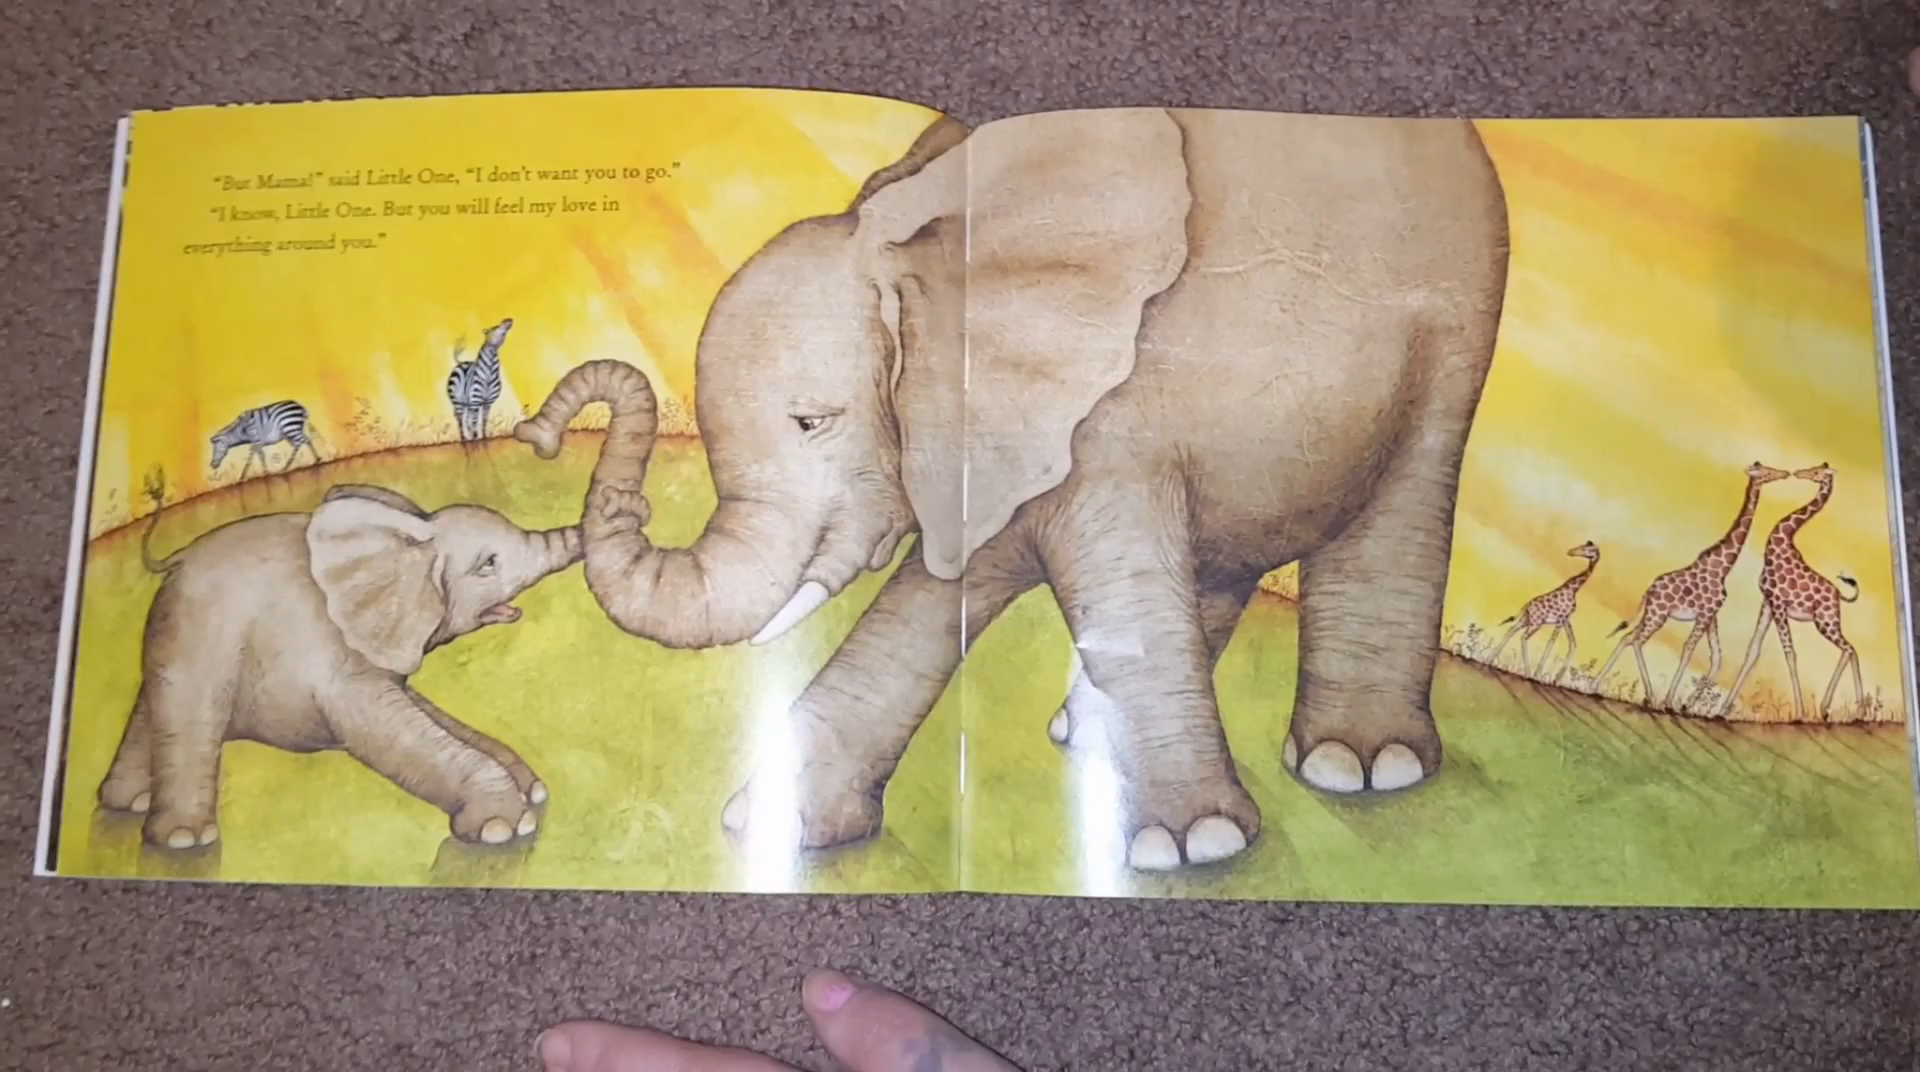 “But Mama!” said Little One, “I don’t want you to go.”
“I know, Little One. But you will feel my love in
everything around you.”